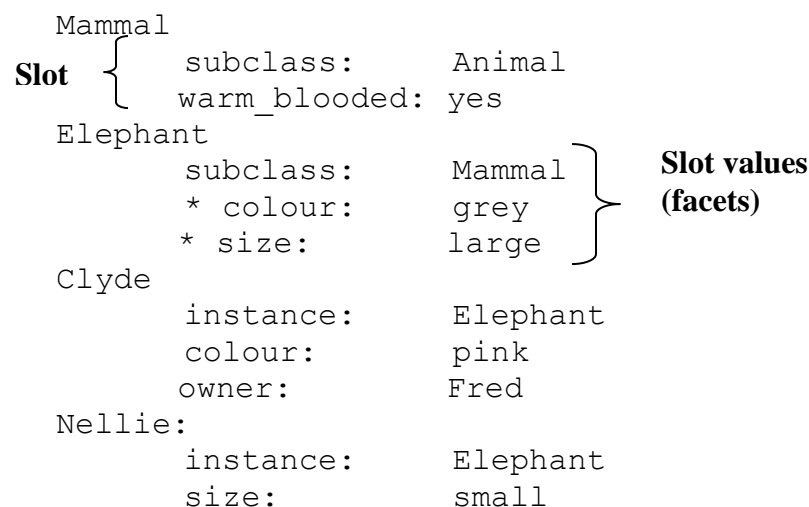 Mammal
Slot
subclass: Animal
warm_blooded: yes
Elephant
subclass: Mammal
* colour: grey
* size: large
Slot values
(facets)
Clyde
instance: Elephant
colour: pink
owner: Fred
Nellie:
instance: Elephant
size: small